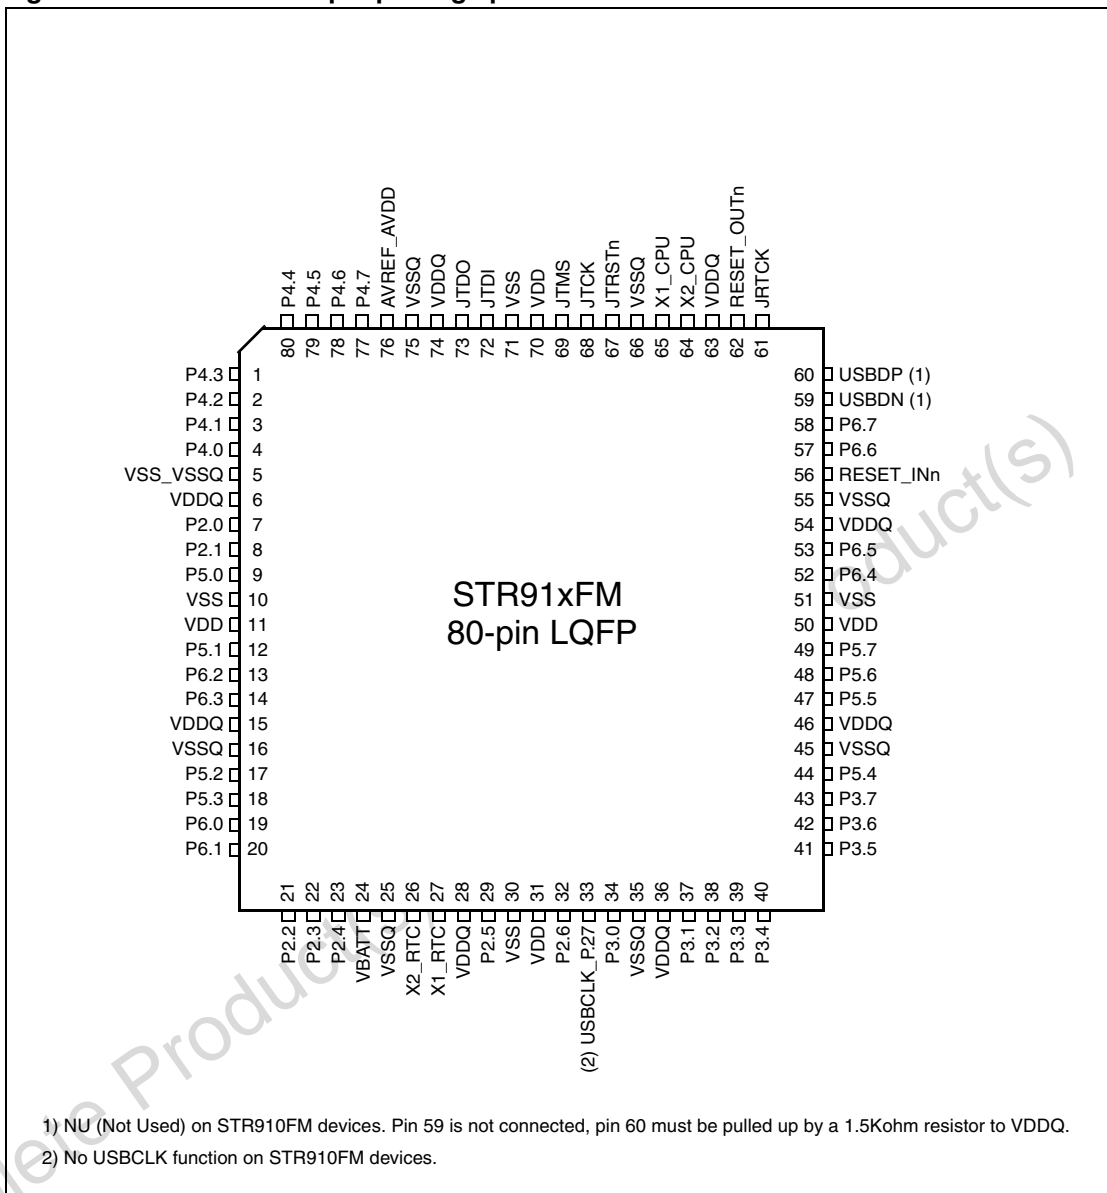 P4.4
P4.5
P4.6
P4.7
AVREF_AVDD
VSSQ
VDDQ
JTDO
JTDI
VSS
VDD
JTMS
JTCK
JTRSTn
VSSQ
X1_CPU
X2_CPU
VDDQ
RESET_OUTn
JRTCK
80
79
78
77
76
75
74
73
72
71
70
69
68
67
66
65
64
63
62
61
P4.3 1
P4.2 2
P4.1 3
P4.0 4
VSS_VSSQ 5
VDDQ 6
P2.0 7
P2.1 8
P5.0 9
VSS 10
VDD 11
P5.1 12
P6.2 13
P6.3 14
VDDQ 15
VSSQ 16
P5.2 17
P5.3 18
P6.0 19
P6.1 20
STR91xFM
80-pin LQFP
60 USBDP (1)
59 USBDN (1)
58 P6.7
57 P6.6
56 RESET_INn
55 VSSQ
54 VDDQ
53 P6.5
52 P6.4
51 VSS
50 VDD
49 P5.7
48 P5.6
47 P5.5
46 VDDQ
45 VSSQ
44 P5.4
43 P3.7
42 P3.6
41 P3.5
21
22
23
24
25
26
27
28
29
30
31
32
33
34
35
36
37
38
39
40
P2.2
P2.3
P2.4
VBATT
VSSQ
X2_RTC
X1_RTC
VDDQ
P2.5
VSS
VDD
P2.6
(2) USBCLK_P2.7
P3.0
VSSQ
VDDQ
P3.1
P3.2
P3.3
P3.4
1) NU (Not Used) on STR910FM devices. Pin 59 is not connected, pin 60 must be pulled up by a 1.5Kohm resistor to VDDQ.
2) No USBCLK function on STR910FM devices.